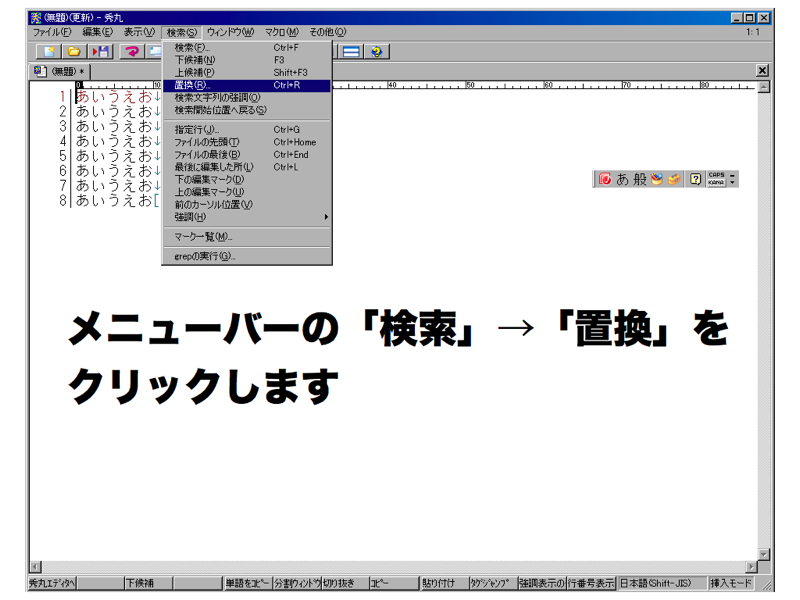 (無題)(更新) - 秀丸
ファイル(F) 編集(E) 表示(V) 検索(S) ウィンドウ(W) マクロ(M) その他(O) 1: 1
(無題) *
0 10 40 50 60 70 80
検索(F)... Ctrl+F
下候補(N) F3
上候補(P) Shift+F3
置換(R)... Ctrl+R
検索文字列の強調(O)
検索開始位置へ戻る(S)
指定行(J)... Ctrl+G
ファイルの先頭(T) Ctrl+Home
ファイルの最後(B) Ctrl+End
最後に編集した所(L) Ctrl+L
下の編集マーク(D)
上の編集マーク(U)
前のカーソル位置(V)
強調(H)
マーク一覧(M)...
grepの実行(G)...
1 あいうえお↓
2 あいうえお↓
3 あいうえお↓
4 あいうえお↓
5 あいうえお↓
6 あいうえお↓
7 あいうえお↓
8 あいうえお[
あ 般 ? CAPS KANA
メニューバーの「検索」→「置換」を
クリックします
秀丸エディタヘ 下候補 単語をコピー 分割ウィンドウ 切り抜き コピー 貼り付け タグジャンプ 強調表示の 行番号表示 日本語(Shift-JIS) 挿入モード